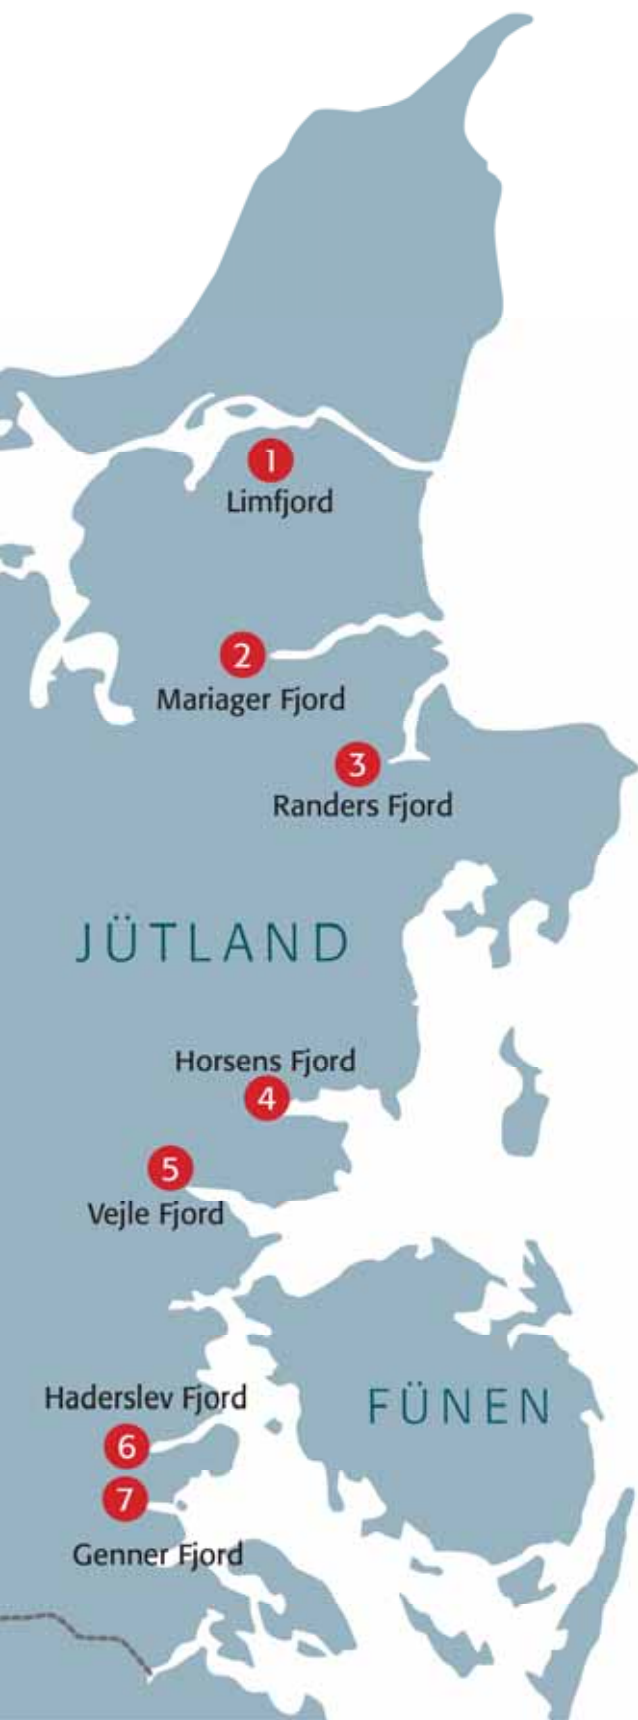 1
Limfjord
2
Mariager Fjord
3
Randers Fjord
JÜTLAND
Horsens Fjord
4
5
Vejle Fjord
Haderslev Fjord
FÜNEN
6
7
Genner Fjord